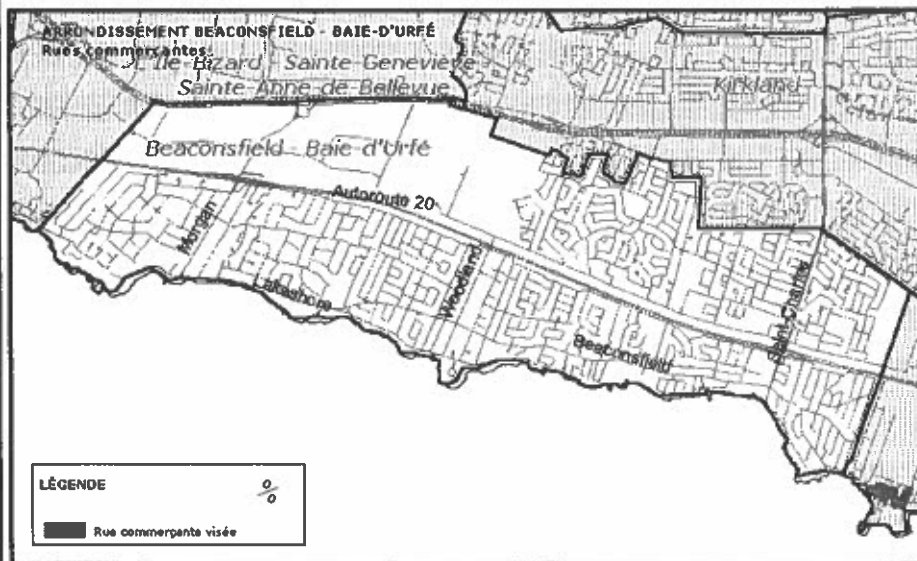 ARRONDISSEMENT BEACONSFIELD - BAIE-D'URFÉ
Rues commerçantes
L'Île-Bizard - Sainte-Geneviève -
Sainte-Anne-de-Bellevue
Kirkland
Beaconsfield - Baie d'Urfé
Autoroute 20
Morgan
Lakeshore
Woodland
Beaconsfield
Saint-Charles
LÉGENDE
%
Rue commerçante visée